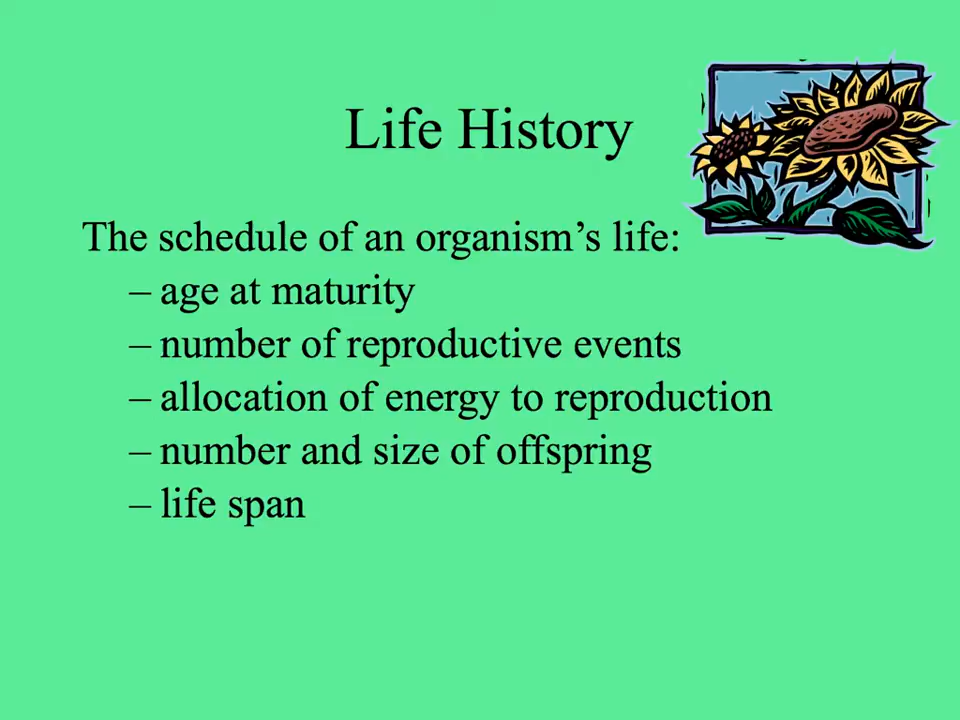 Life History
The schedule of an organism’s life:
– age at maturity
– number of reproductive events
– allocation of energy to reproduction
– number and size of offspring
– life span